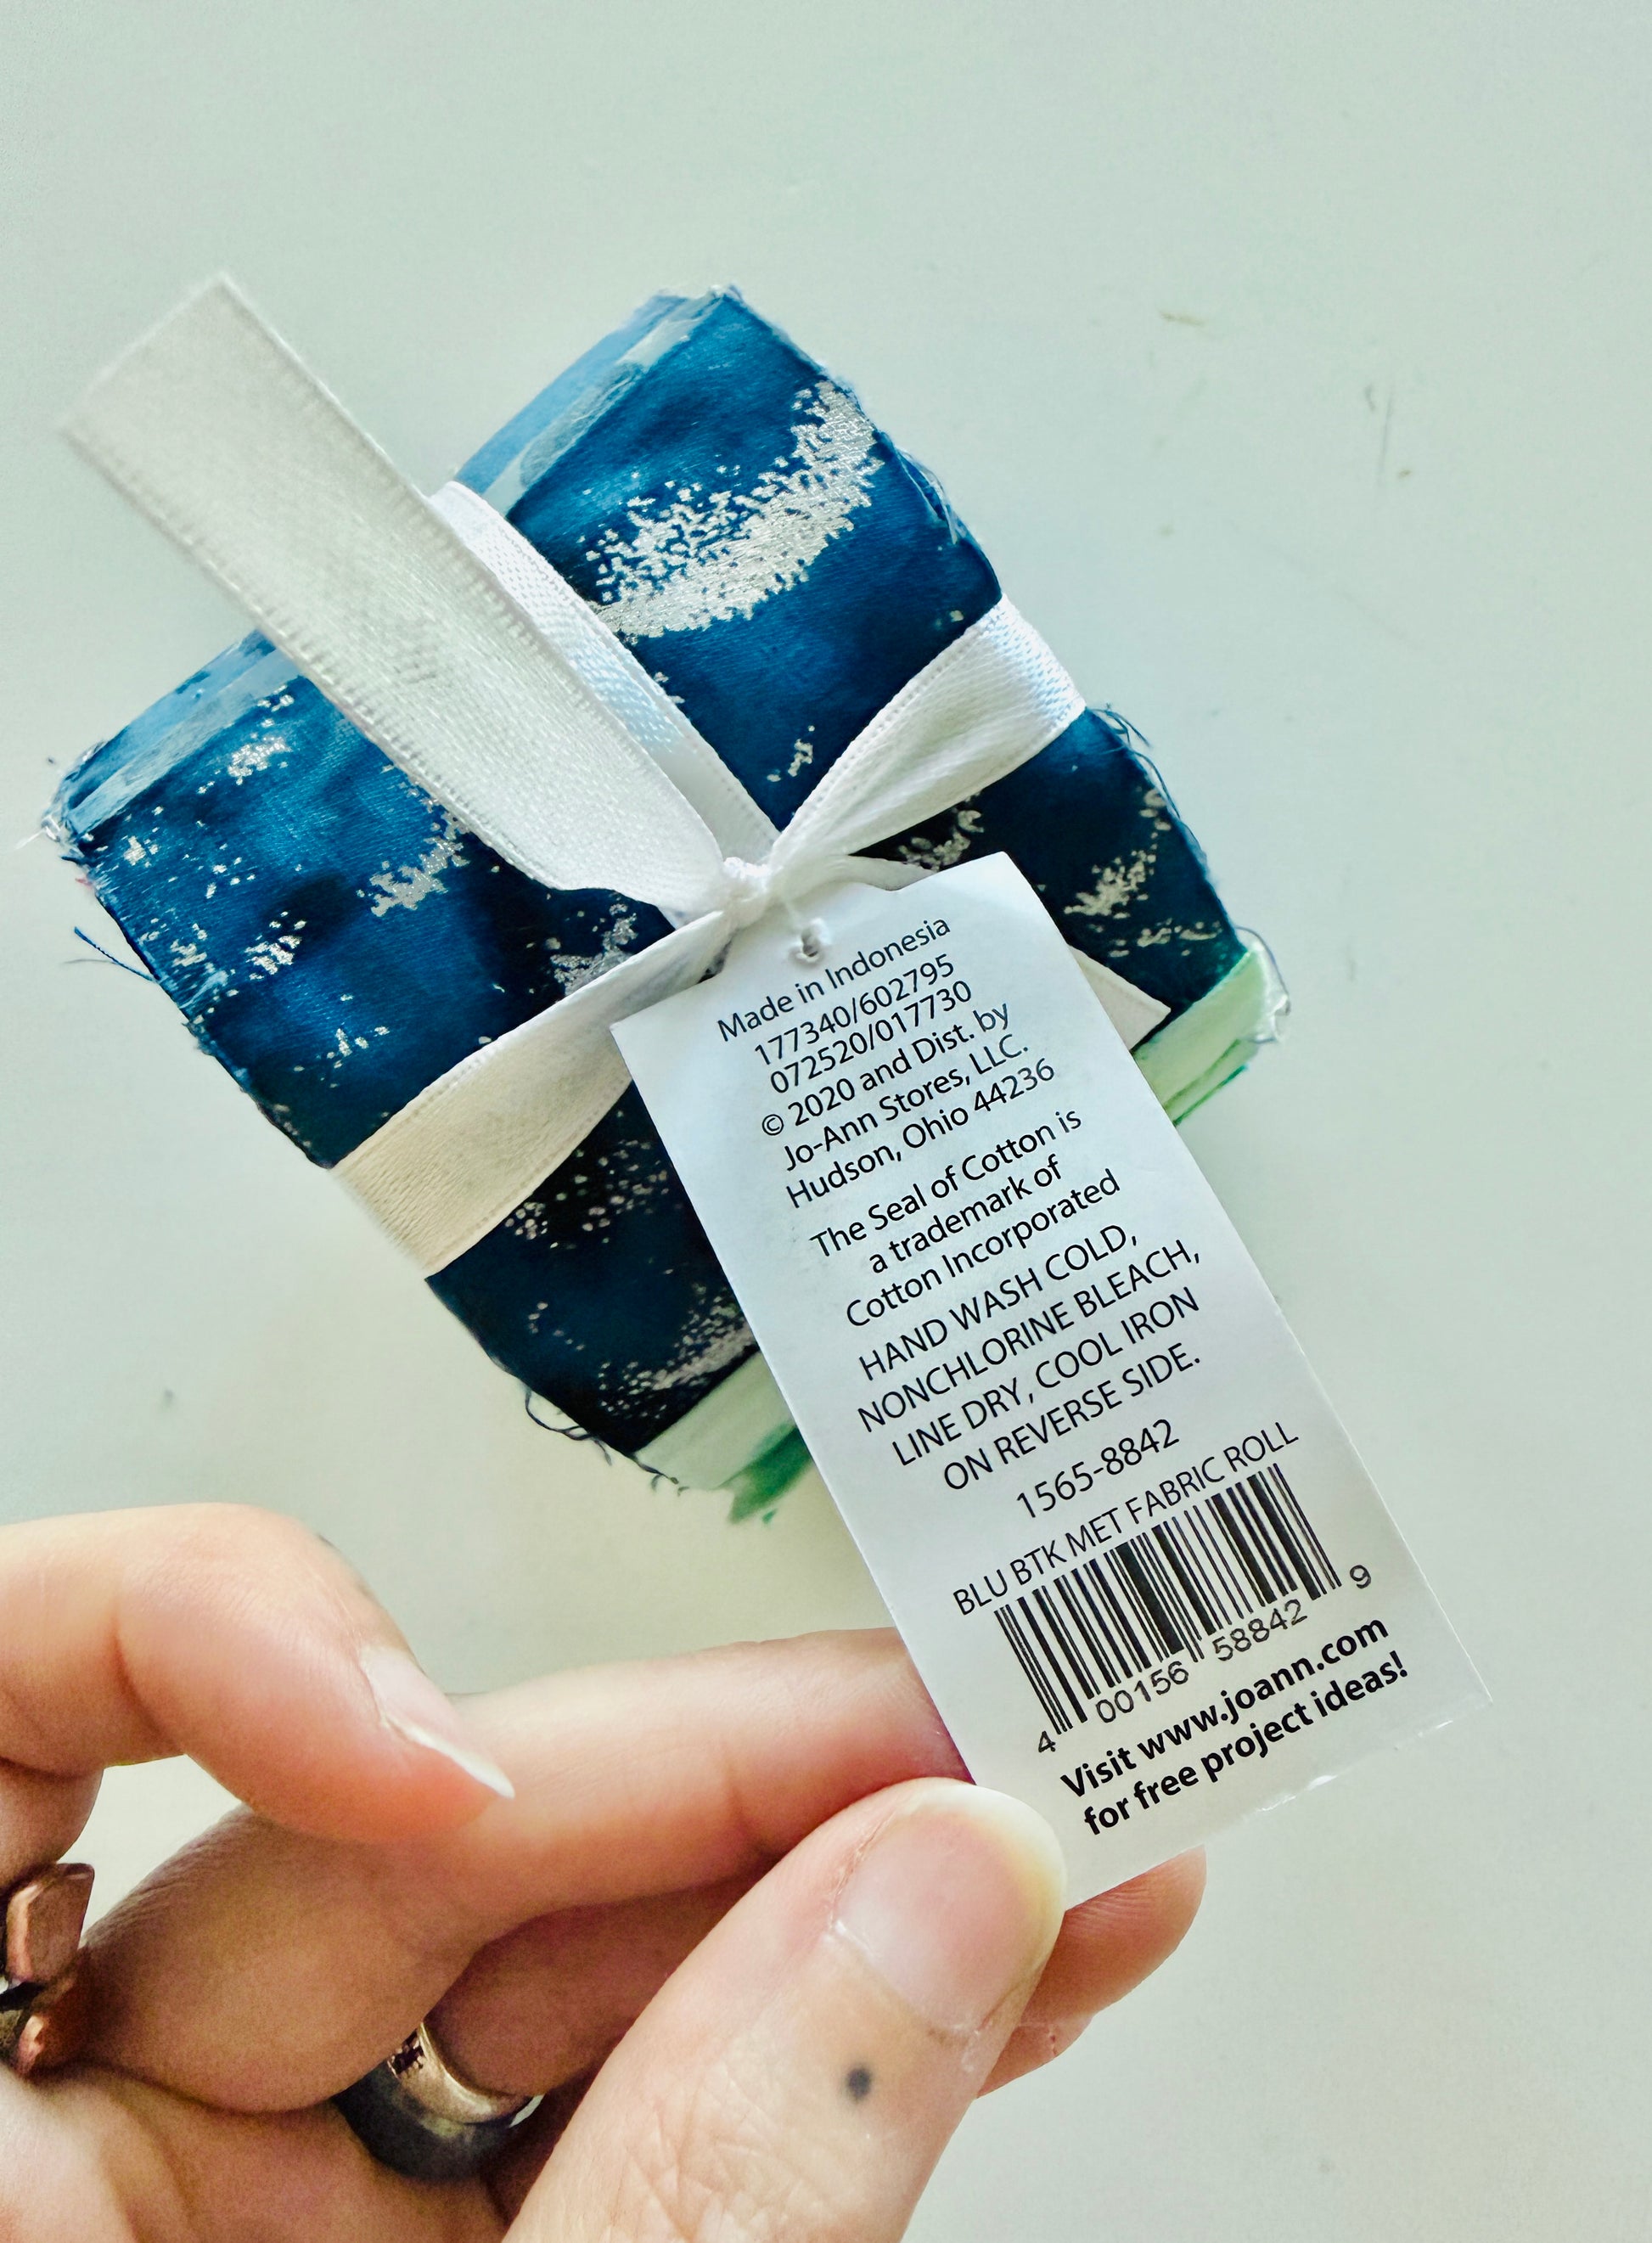 Made in Indonesia
177340/602795
072520/017730
© 2020 and Dist. by
Jo-Ann Stores, LLC.
Hudson, Ohio 44236
The Seal of Cotton is
a trademark of
Cotton Incorporated
HAND WASH COLD,
NONCHLORINE BLEACH,
LINE DRY, COOL IRON
ON REVERSE SIDE.
1565-8842
BLU BTK MET FABRIC ROLL
4 00156 58842 9
Visit www.joann.com
for free project ideas!